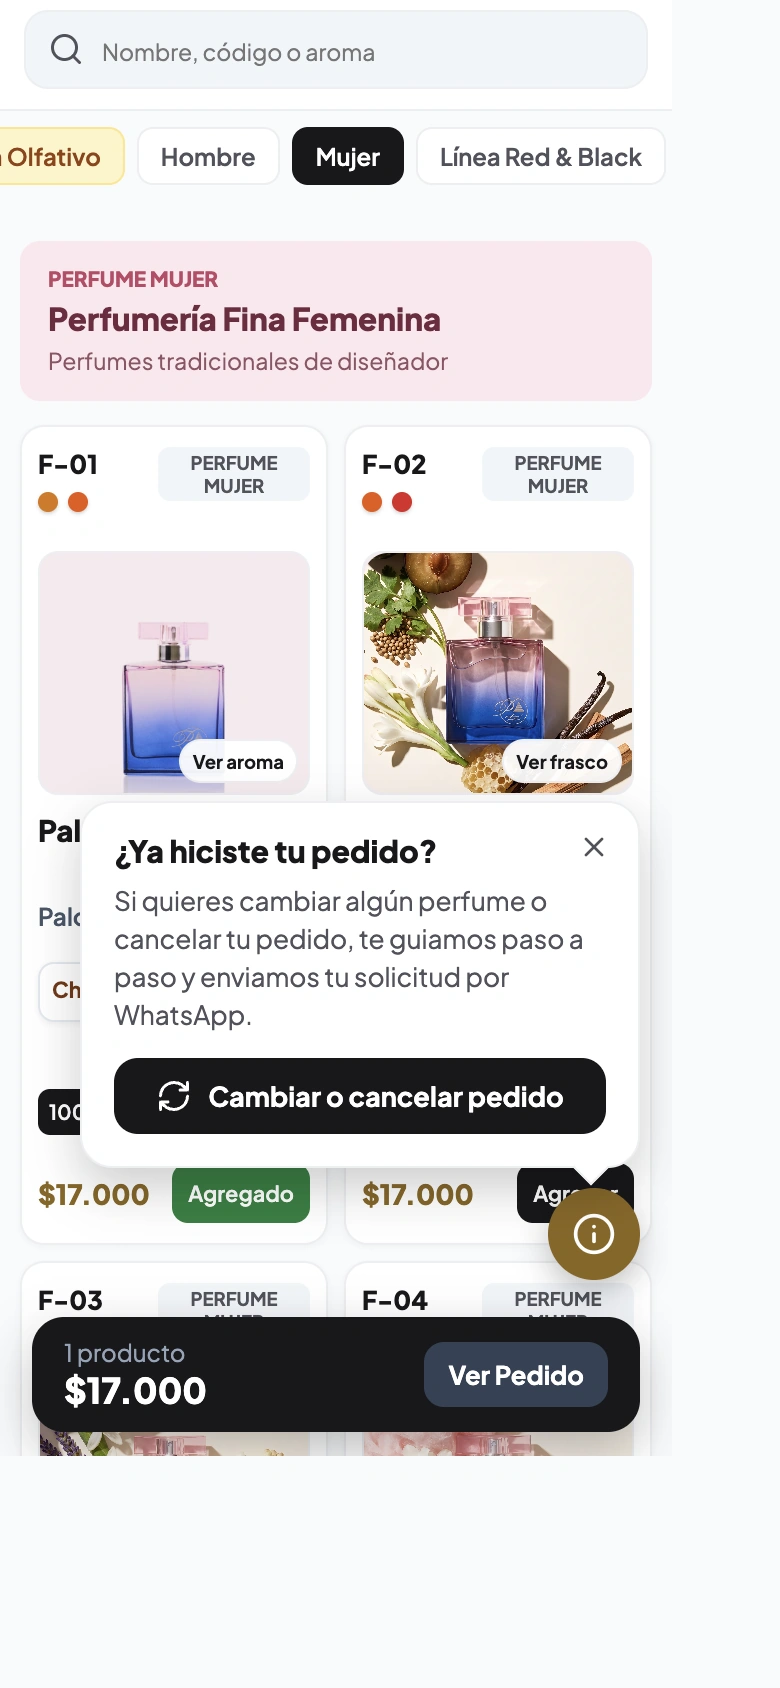 Nombre, código o aroma
Olfativo
Hombre
Mujer
Línea Red & Black
PERFUME MUJER
Perfumería Fina Femenina
Perfumes tradicionales de diseñador
F-01
PERFUME
MUJER
F-02
PERFUME
MUJER
Ver aroma
Ver frasco
¿Ya hiciste tu pedido?
Si quieres cambiar algún perfume o
cancelar tu pedido, te guiamos paso a
paso y enviamos tu solicitud por
WhatsApp.
Cambiar o cancelar pedido
$17.000
Agregado
$17.000
F-03
PERFUME
F-04
PERFUME
1 producto
$17.000
Ver Pedido